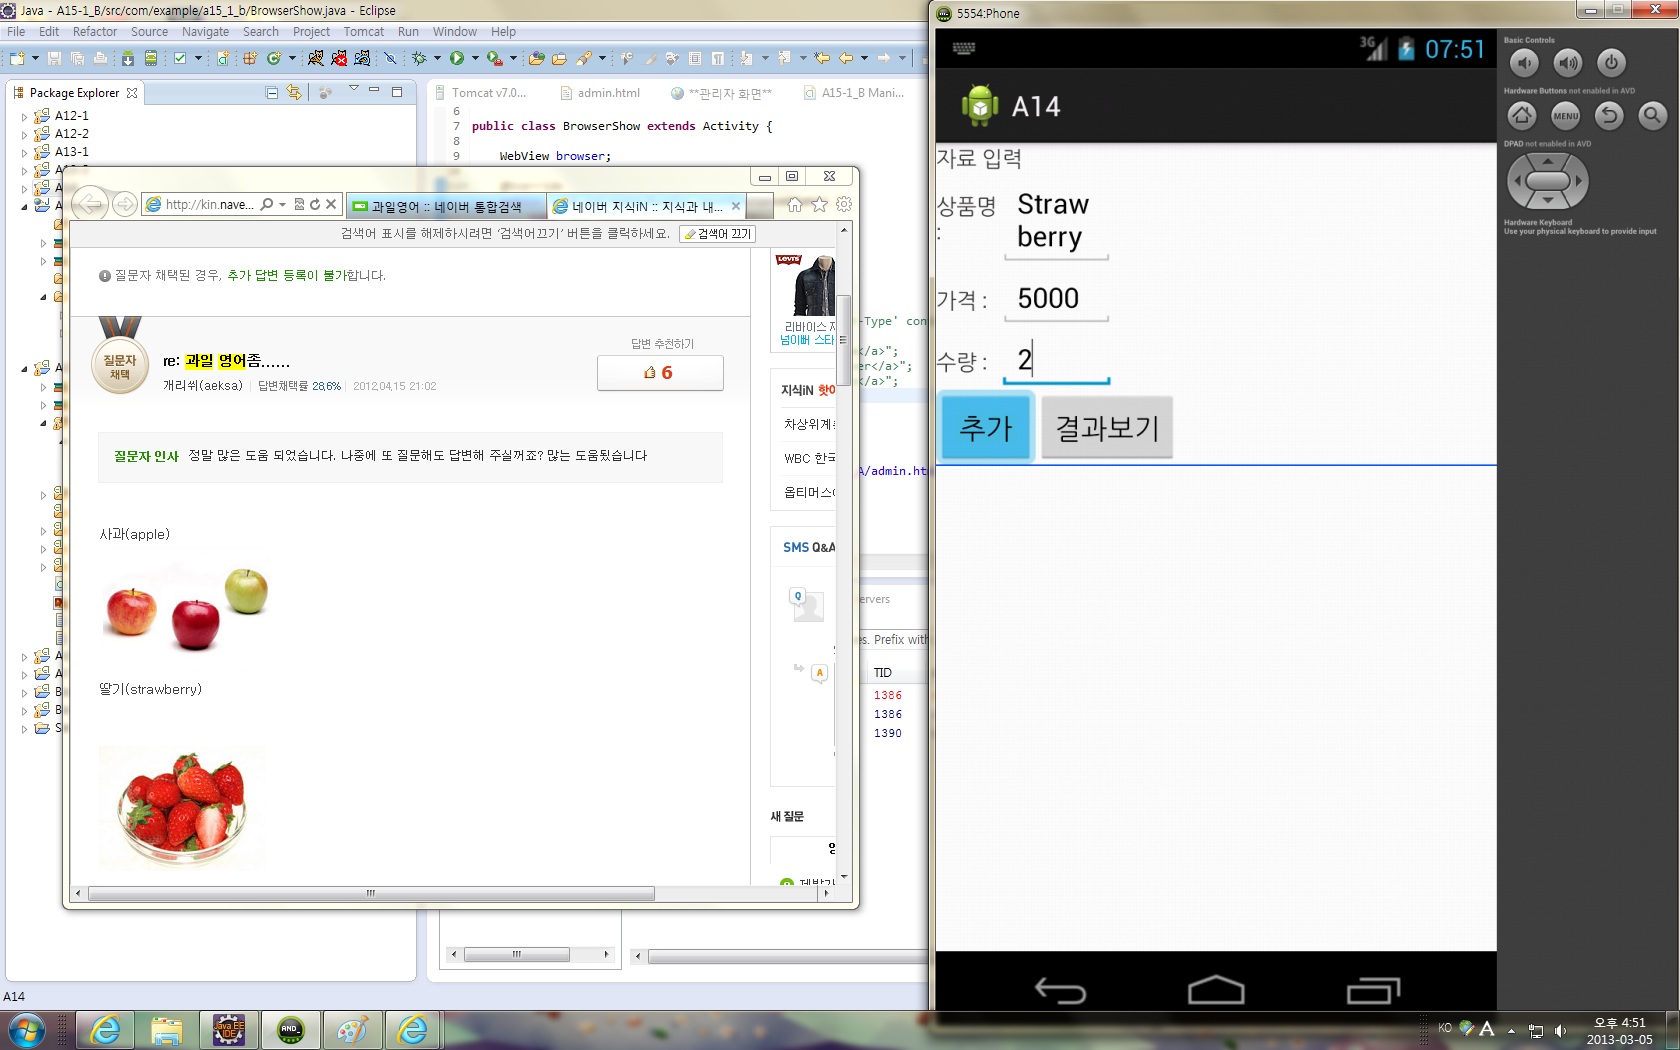 Java - A15-1_B/src/com/example/a15_1_b/BrowserShow.java - Eclipse
File Edit Refactor Source Navigate Search Project Tomcat Run Window Help
Package Explorer
A12-1
A12-2
A13-1
Tomcat v7.0...
admin.html
**관리자 화면**
A15-1_B Mani...
6
7 public class BrowserShow extends Activity {
8
9 WebView browser;
http://kin.nave...
과일영어 :: 네이버 통합검색
네이버 지식iN :: 지식과 내...
검색어 표시를 해제하시려면 '검색어끄기' 버튼을 클릭하세요.
검색어 끄기
질문자 채택된 경우, 추가 답변 등록이 불가합니다.
질문자
채택
re: 과일 영어좀......
개리쒸(aeksa) | 답변채택률 28.6% | 2012.04.15 21:02
답변 추천하기
6
질문자 인사 정말 많은 도움 되었습니다. 나중에 또 질문해도 답변해 주실꺼죠? 많는 도움됬습니다
사과(apple)
딸기(strawberry)
LEVI'S
리바이스
넘이버 스타
지식iN 핫이
차상위계
WBC 한국
옵티머스
SMS Q&A
Q
A
새 질문
-Type' con
</a>";
er</a>";
</a>";
A/admin.ht
ervers
es. Prefix with
TID
1386
1386
1390
A14
5554:Phone
3G
07:51
A14
자료 입력
상품명
:
Straw
berry
가격 :
5000
수량 :
2
추가
결과보기
Basic Controls
Hardware Buttons not enabled in AVD
MENU
DPAD not enabled in AVD
Hardware Keyboard
Use your physical keyboard to provide input
Java EE
IDE
AND_
KO
A
오후 4:51
2013-03-05